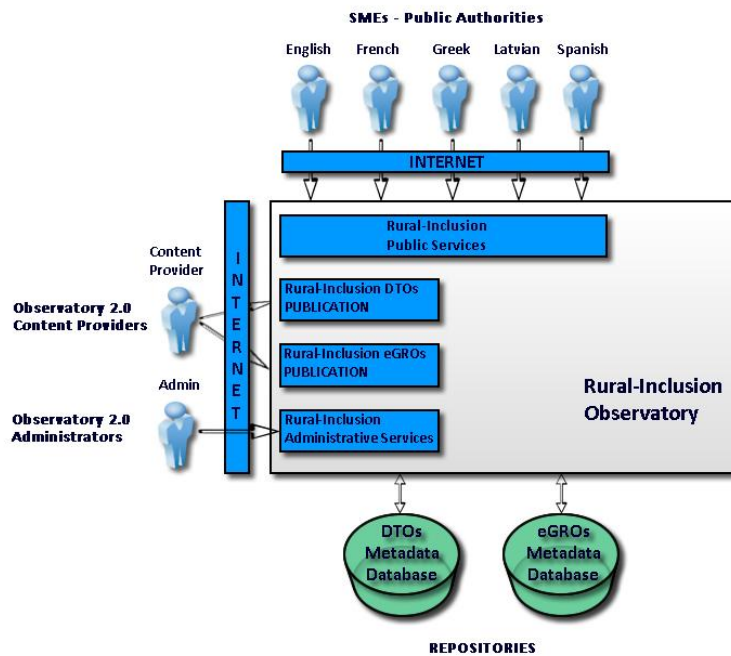 SMEs - Public Authorities
English French Greek Latvian Spanish
INTERNET
Rural-Inclusion
Public Services
INTERNET
Content
Provider
Rural-Inclusion DTOs
PUBLICATION
Observatory 2.0
Content Providers
Rural-Inclusion eGROs
PUBLICATION
Admin
Rural-Inclusion
Observatory
Observatory 2.0
Administrators
Rural-Inclusion
Administrative Services
DTOs
Metadata
Database
eGROs
Metadata
Database
REPOSITORIES